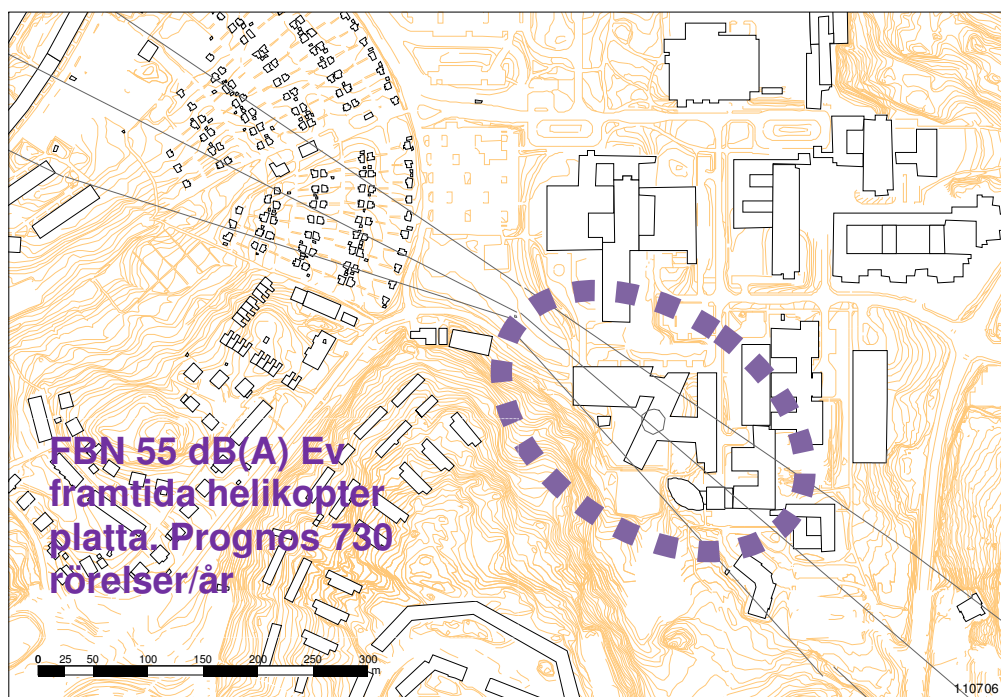 FBN 55 dB(A) Ev
framtida helikopter
platta. Prognos 730
rörelser/år
0 25 50 100 150 200 250 300
m
110706